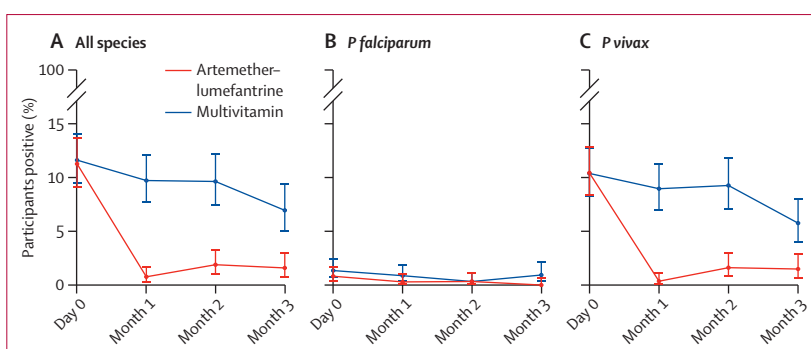 A All species
B P falciparum
C P vivax
Artemether–
lumefantrine
Multivitamin
Participants positive (%)
100
15
10
5
0
Day 0
Month 1
Month 2
Month 3
Day 0
Month 1
Month 2
Month 3
Day 0
Month 1
Month 2
Month 3